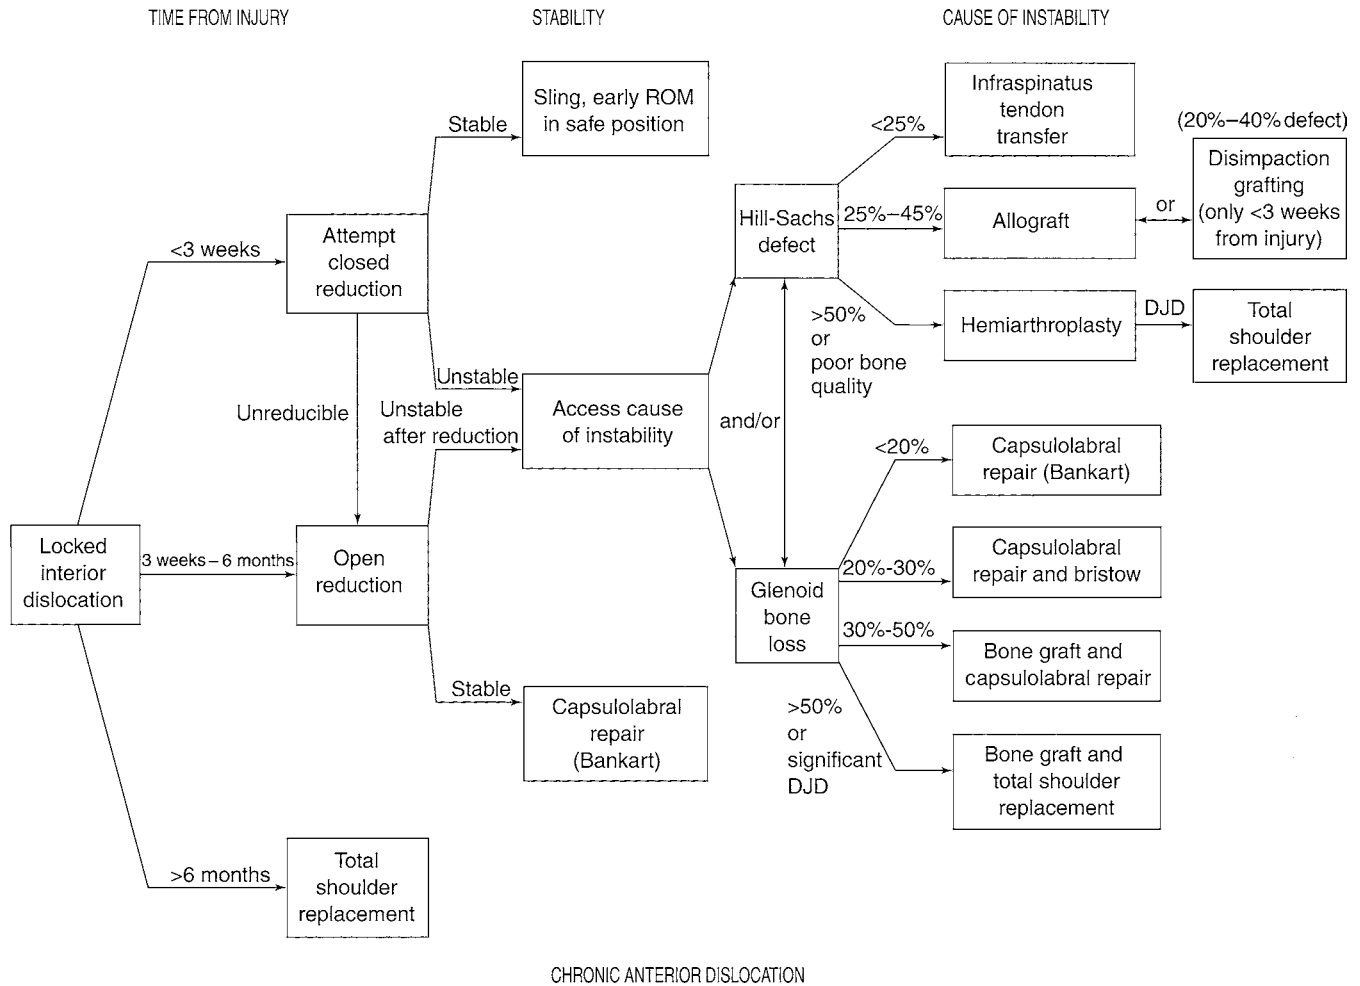 TIME FROM INJURY
STABILITY
CAUSE OF INSTABILITY
Locked
interior
dislocation
<3 weeks
3 weeks – 6 months
>6 months
Attempt
closed
reduction
Unreducible
Open
reduction
Total
shoulder
replacement
Stable
Unstable
Unstable
after reduction
Stable
Sling, early ROM
in safe position
Access cause
of instability
Capsulolabral
repair
(Bankart)
and/or
Hill-Sachs
defect
<25%
25%–45%
>50%
or
poor bone
quality
Infraspinatus
tendon
transfer
Allograft
or
(20%–40% defect)
Disimpaction
grafting
(only <3 weeks
from injury)
Hemiarthroplasty
DJD
Total
shoulder
replacement
Glenoid
bone
loss
<20%
20%-30%
30%-50%
>50%
or
significant
DJD
Capsulolabral
repair (Bankart)
Capsulolabral
repair and bristow
Bone graft and
capsulolabral repair
Bone graft and
total shoulder
replacement
CHRONIC ANTERIOR DISLOCATION